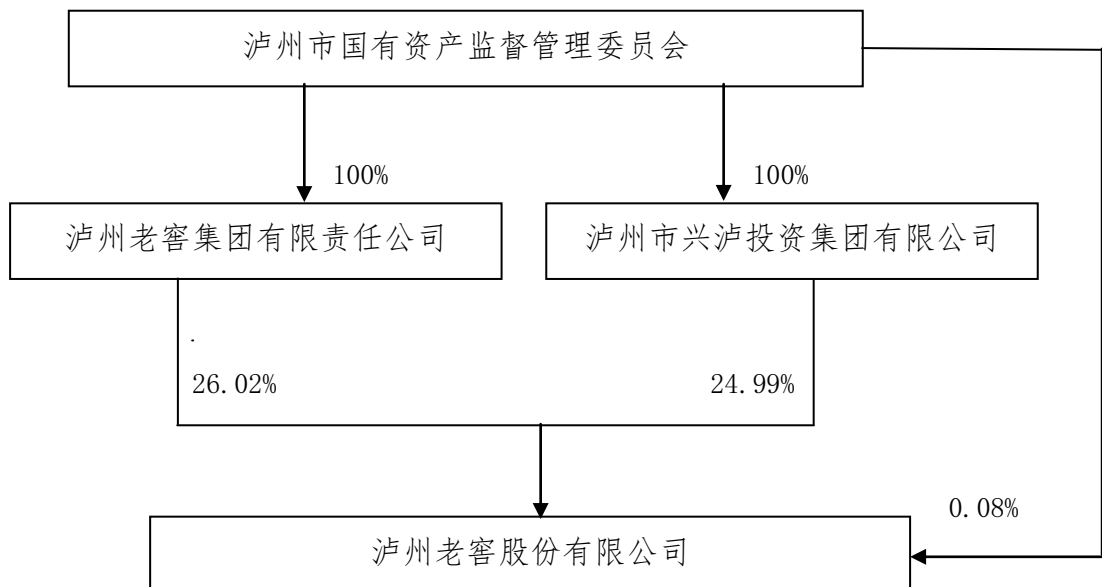 泸州市国有资产监督管理委员会
100%
100%
泸州老窖集团有限责任公司
泸州市兴泸投资集团有限公司
26.02%
24.99%
0.08%
泸州老窖股份有限公司